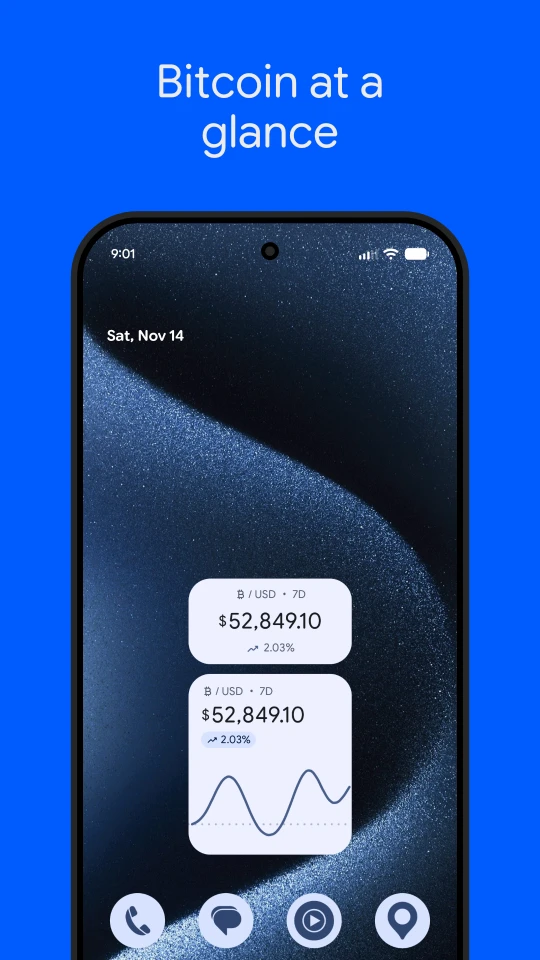 Bitcoin at a
glance
9:01
Sat, Nov 14
₿ / USD • 7D
$52,849.10
2.03%
₿ / USD • 7D
$52,849.10
2.03%